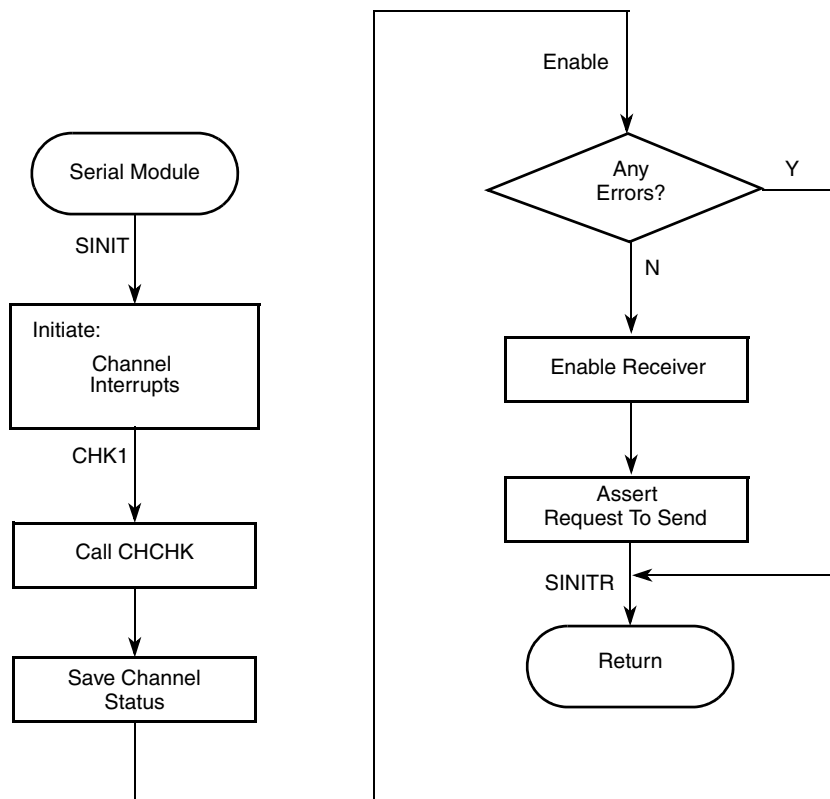 Serial Module
SINIT
Initiate:
Channel
Interrupts
CHK1
Call CHCHK
Save Channel
Status
Enable
Any
Errors?
Y
N
Enable Receiver
Assert
Request To Send
SINITR
Return